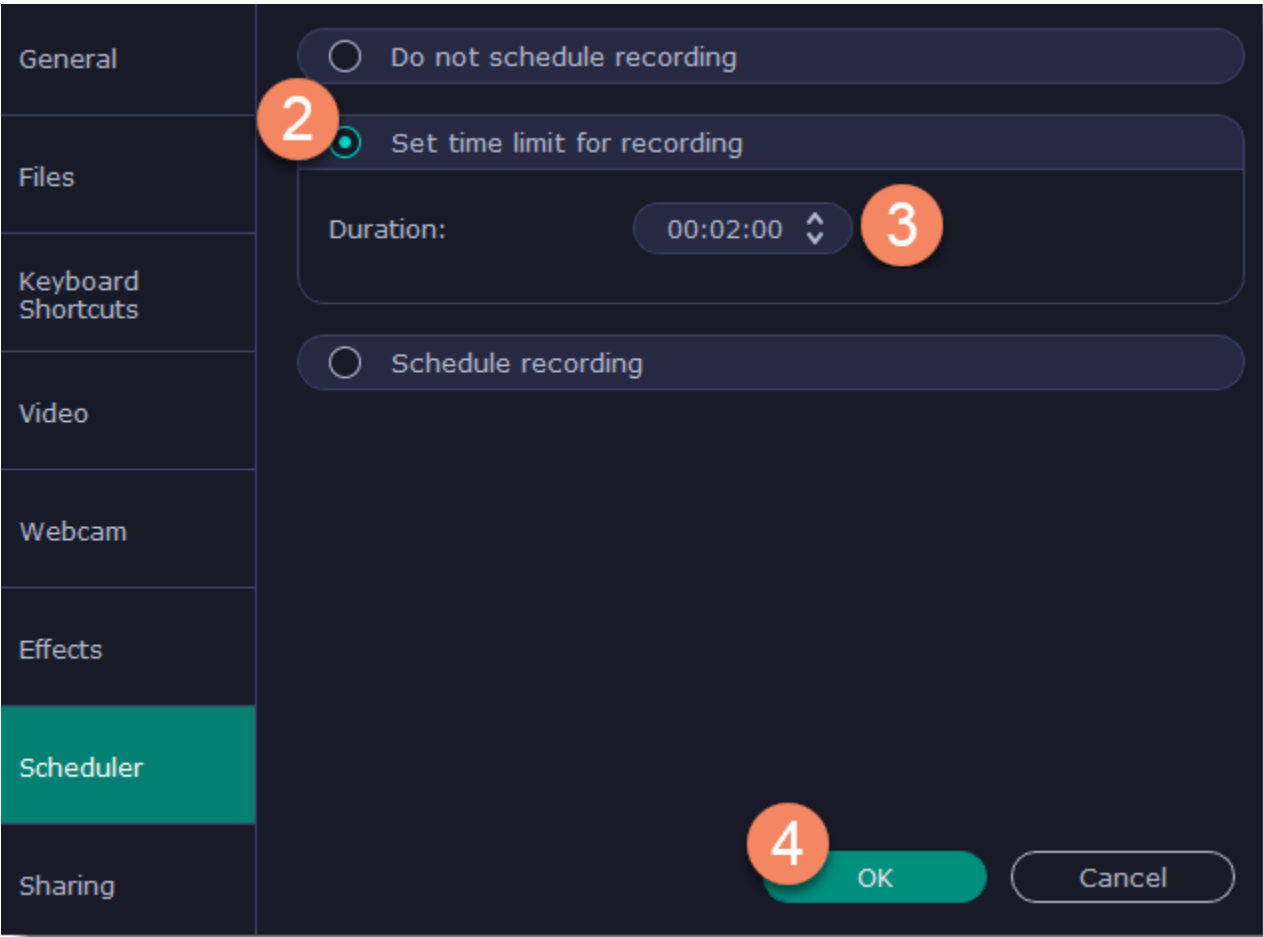 General
Files
Keyboard
Shortcuts
Video
Webcam
Effects
Scheduler
Sharing
Do not schedule recording
2
Set time limit for recording
Duration: 00:02:00 3
Schedule recording
4
OK Cancel